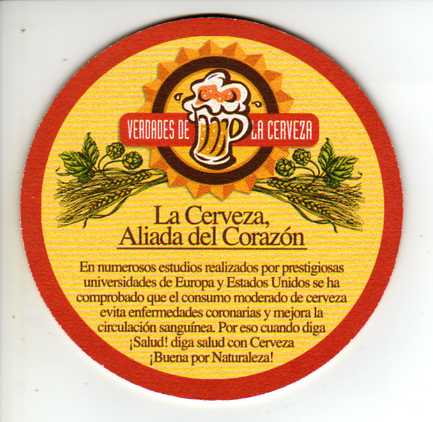 VERDADES DE LA CERVEZA
La Cerveza,
Aliada del Corazón
En numerosos estudios realizados por prestigiosas
universidades de Europa y Estados Unidos se ha
comprobado que el consumo moderado de cerveza
evita enfermedades coronarias y mejora la
circulación sanguínea. Por eso cuando diga
¡Salud! diga salud con Cerveza
¡Buena por Naturaleza!